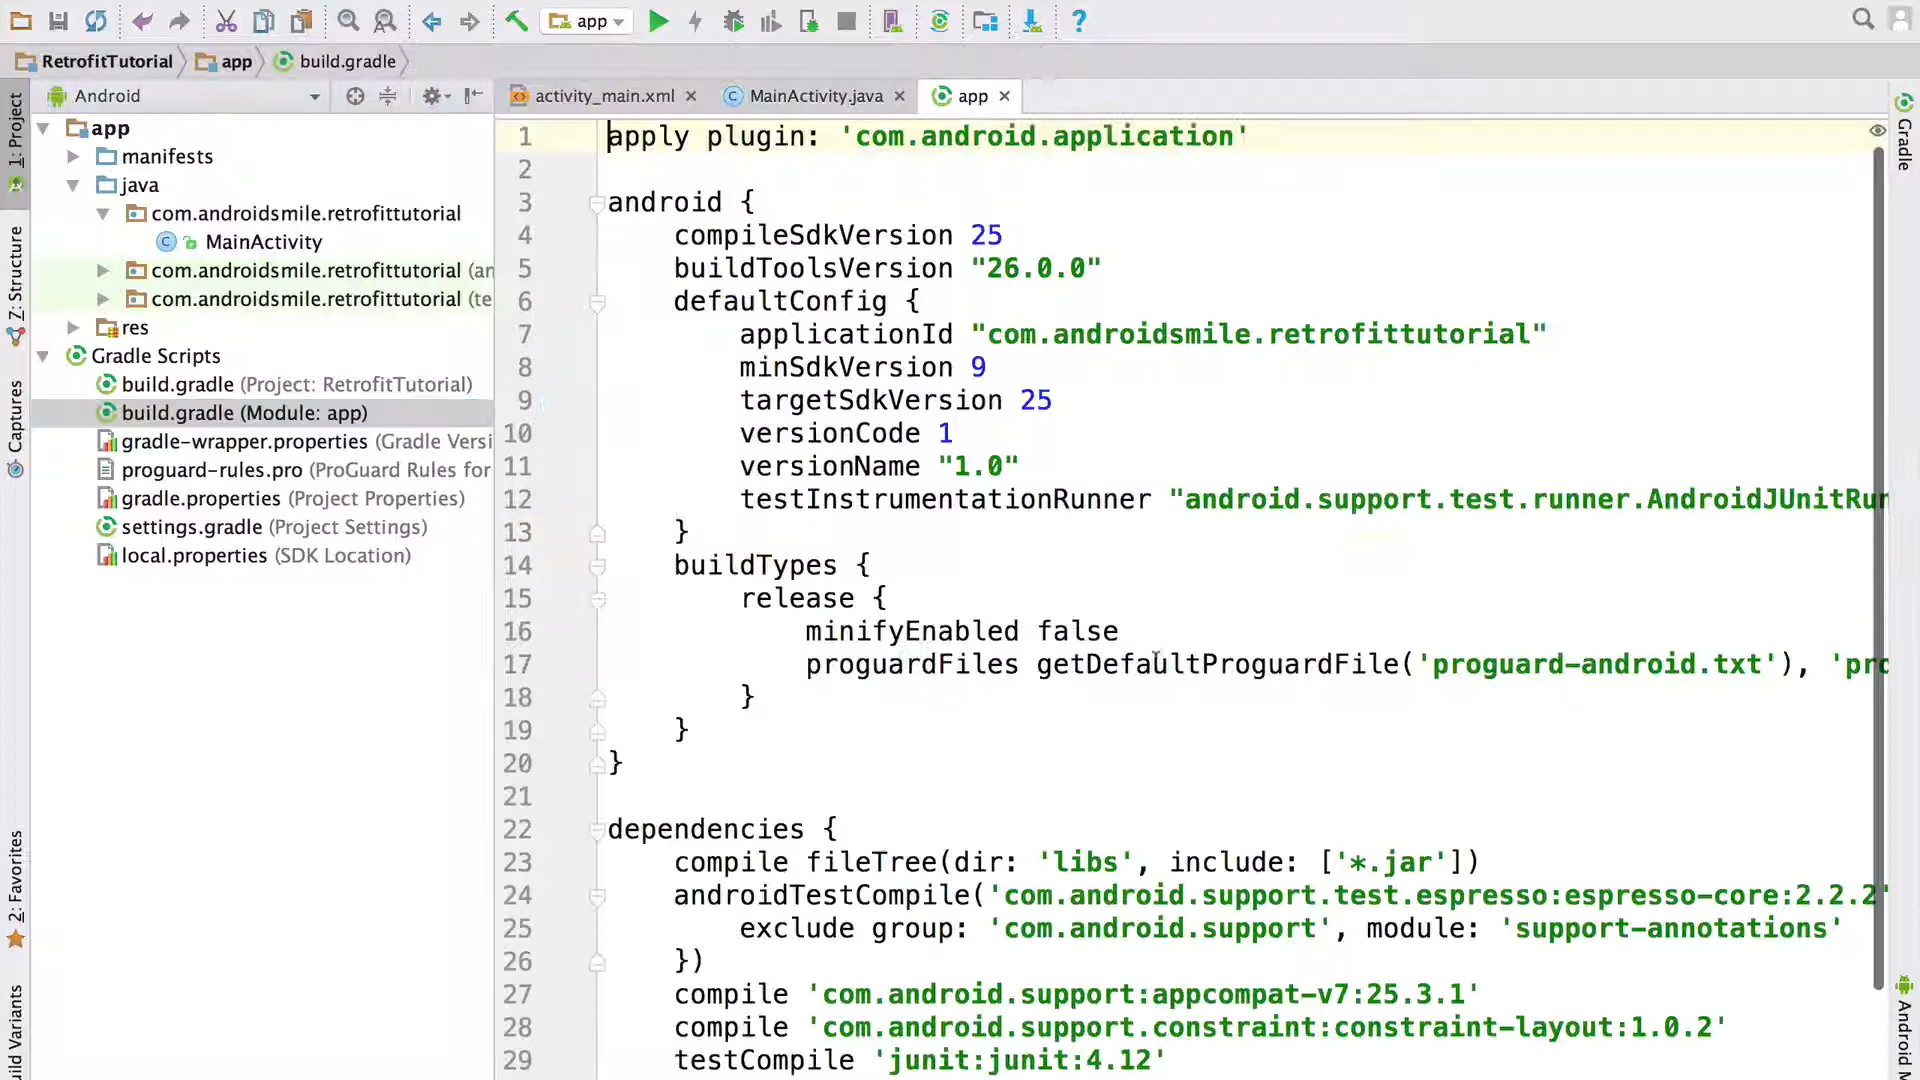 app
RetrofitTutorial
app
build.gradle
Android
activity_main.xml
MainActivity.java
app
1: Project
Z: Structure
Captures
2: Favorites
uild Variants
Gradle
Android M
app
manifests
java
com.androidsmile.retrofittutorial
MainActivity
com.androidsmile.retrofittutorial (an
com.androidsmile.retrofittutorial (te
res
Gradle Scripts
build.gradle (Project: RetrofitTutorial)
build.gradle (Module: app)
gradle-wrapper.properties (Gradle Versi
proguard-rules.pro (ProGuard Rules for
gradle.properties (Project Properties)
settings.gradle (Project Settings)
local.properties (SDK Location)
1 apply plugin: 'com.android.application'
2
3 android {
4 compileSdkVersion 25
5 buildToolsVersion "26.0.0"
6 defaultConfig {
7 applicationId "com.androidsmile.retrofittutorial"
8 minSdkVersion 9
9 targetSdkVersion 25
10 versionCode 1
11 versionName "1.0"
12 testInstrumentationRunner "android.support.test.runner.AndroidJUnitRun
13 }
14 buildTypes {
15 release {
16 minifyEnabled false
17 proguardFiles getDefaultProguardFile('proguard-android.txt'), 'pro
18 }
19 }
20 }
21
22 dependencies {
23 compile fileTree(dir: 'libs', include: ['*.jar'])
24 androidTestCompile('com.android.support.test.espresso:espresso-core:2.2.2'
25 exclude group: 'com.android.support', module: 'support-annotations'
26 })
27 compile 'com.android.support:appcompat-v7:25.3.1'
28 compile 'com.android.support.constraint:constraint-layout:1.0.2'
29 testCompile 'junit:junit:4.12'